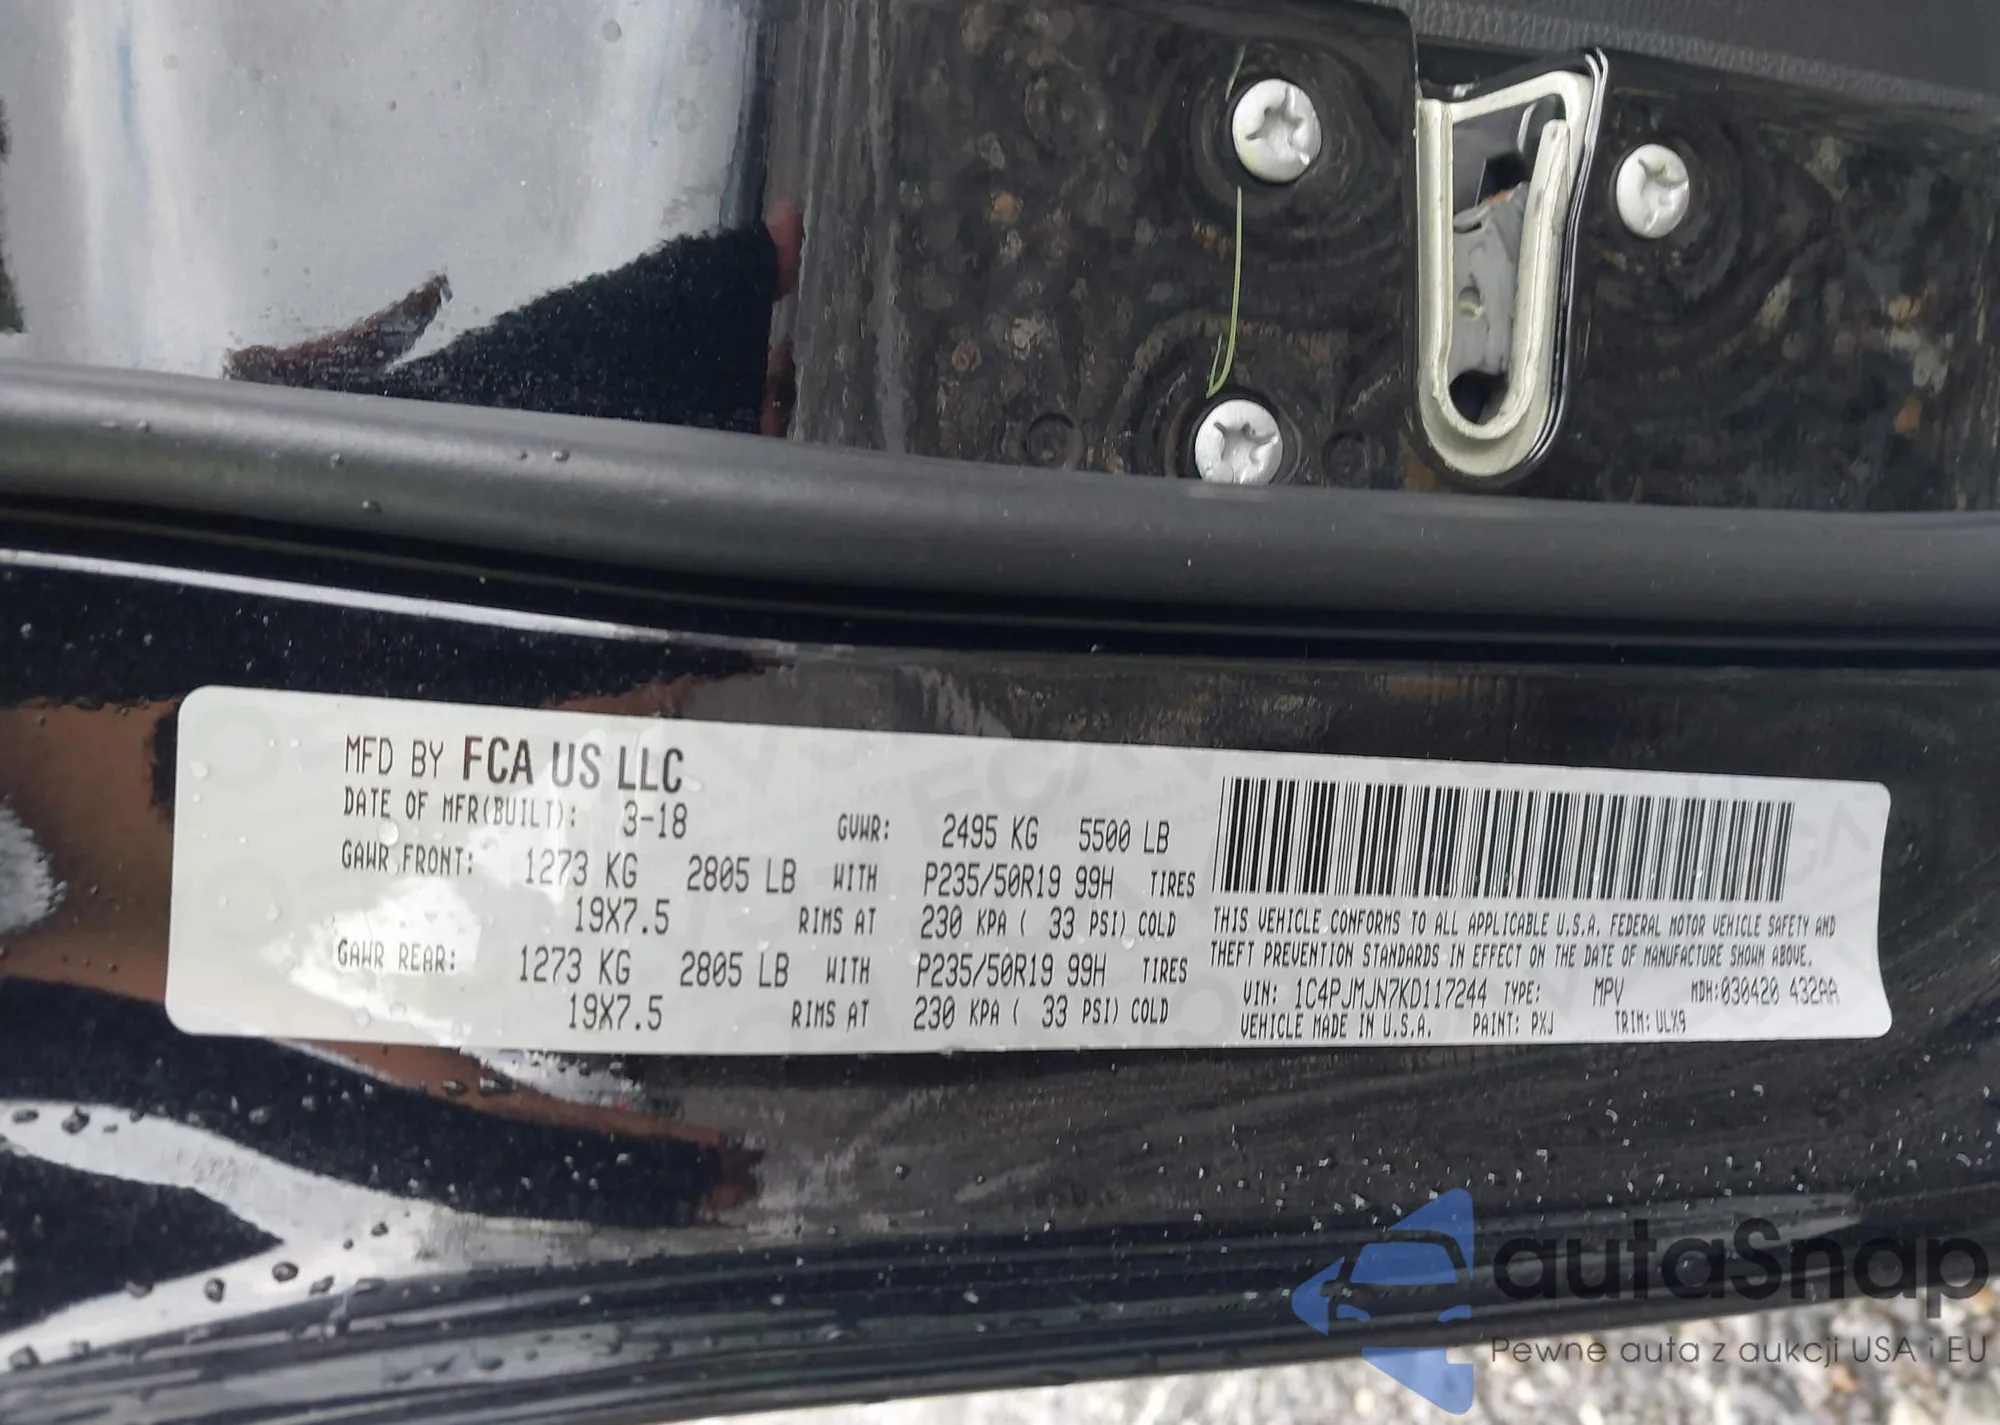 MFD BY FCA US LLC
DATE OF MFR(BUILT): 3-18 GVWR: 2495 KG 5500 LB
GAWR FRONT: 1273 KG 2805 LB WITH P235/50R19 99H TIRES
19X7.5 RIMS AT 230 KPA ( 33 PSI) COLD
GAWR REAR: 1273 KG 2805 LB WITH P235/50R19 99H TIRES
19X7.5 RIMS AT 230 KPA ( 33 PSI) COLD
THIS VEHICLE CONFORMS TO ALL APPLICABLE U.S.A. FEDERAL MOTOR VEHICLE SAFETY AND
THEFT PREVENTION STANDARDS IN EFFECT ON THE DATE OF MANUFACTURE SHOWN ABOVE.
VIN: 1C4PJMJN7KD117244 TYPE: MPV MDH:030420 432AA
VEHICLE MADE IN U.S.A. PAINT: PXJ TRIM: ULX9
autaSnap
Pewne auta z aukcji USA i EU